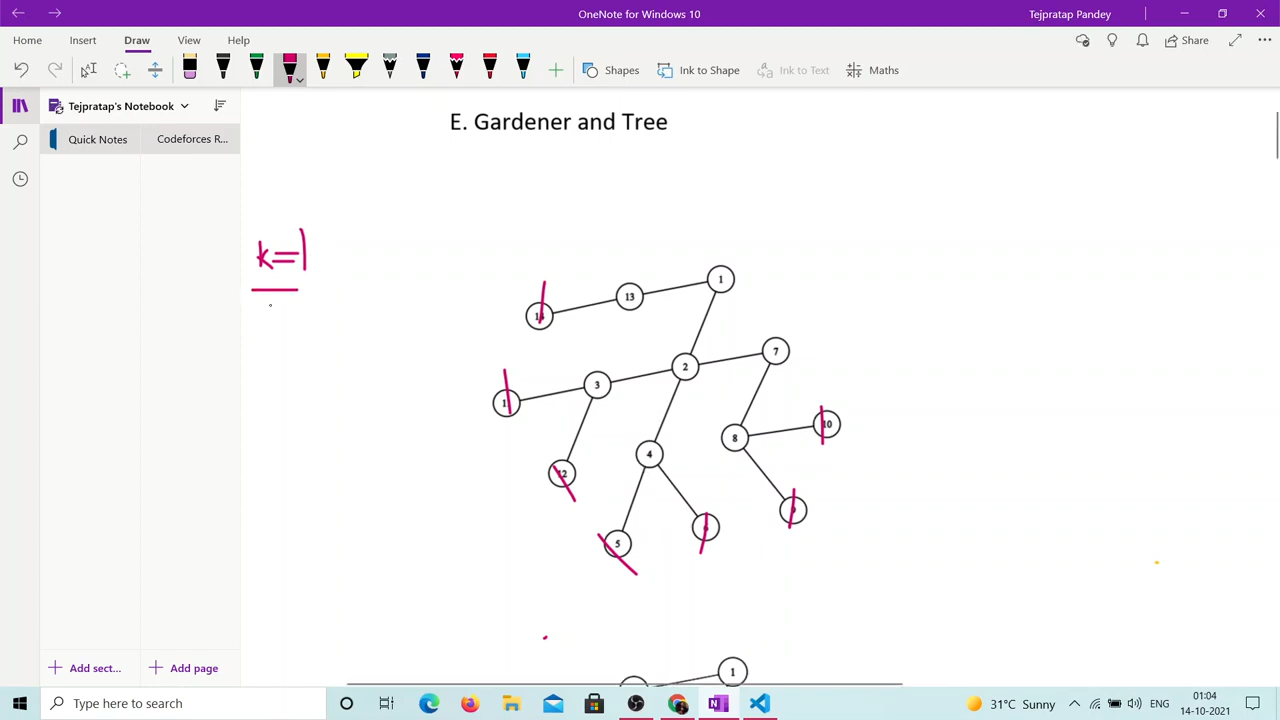 OneNote for Windows 10
Tejpratap Pandey
Home Insert Draw View Help
Share
Shapes Ink to Shape Ink to Text Maths
Tejpratap's Notebook
Quick Notes Codeforces R...
E. Gardener and Tree
k=1
1
13
7
2
3
10
8
4
5
1
Add sect... Add page
Type here to search
31°C Sunny ENG 01:04
14-10-2021